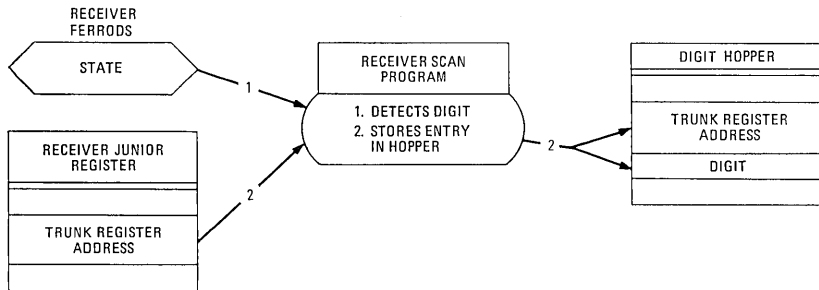 RECEIVER
FERRODS
STATE
1
RECEIVER JUNIOR
REGISTER
TRUNK REGISTER
ADDRESS
2
RECEIVER SCAN
PROGRAM
1. DETECTS DIGIT
2. STORES ENTRY
IN HOPPER
2
DIGIT HOPPER
TRUNK REGISTER
ADDRESS
DIGIT